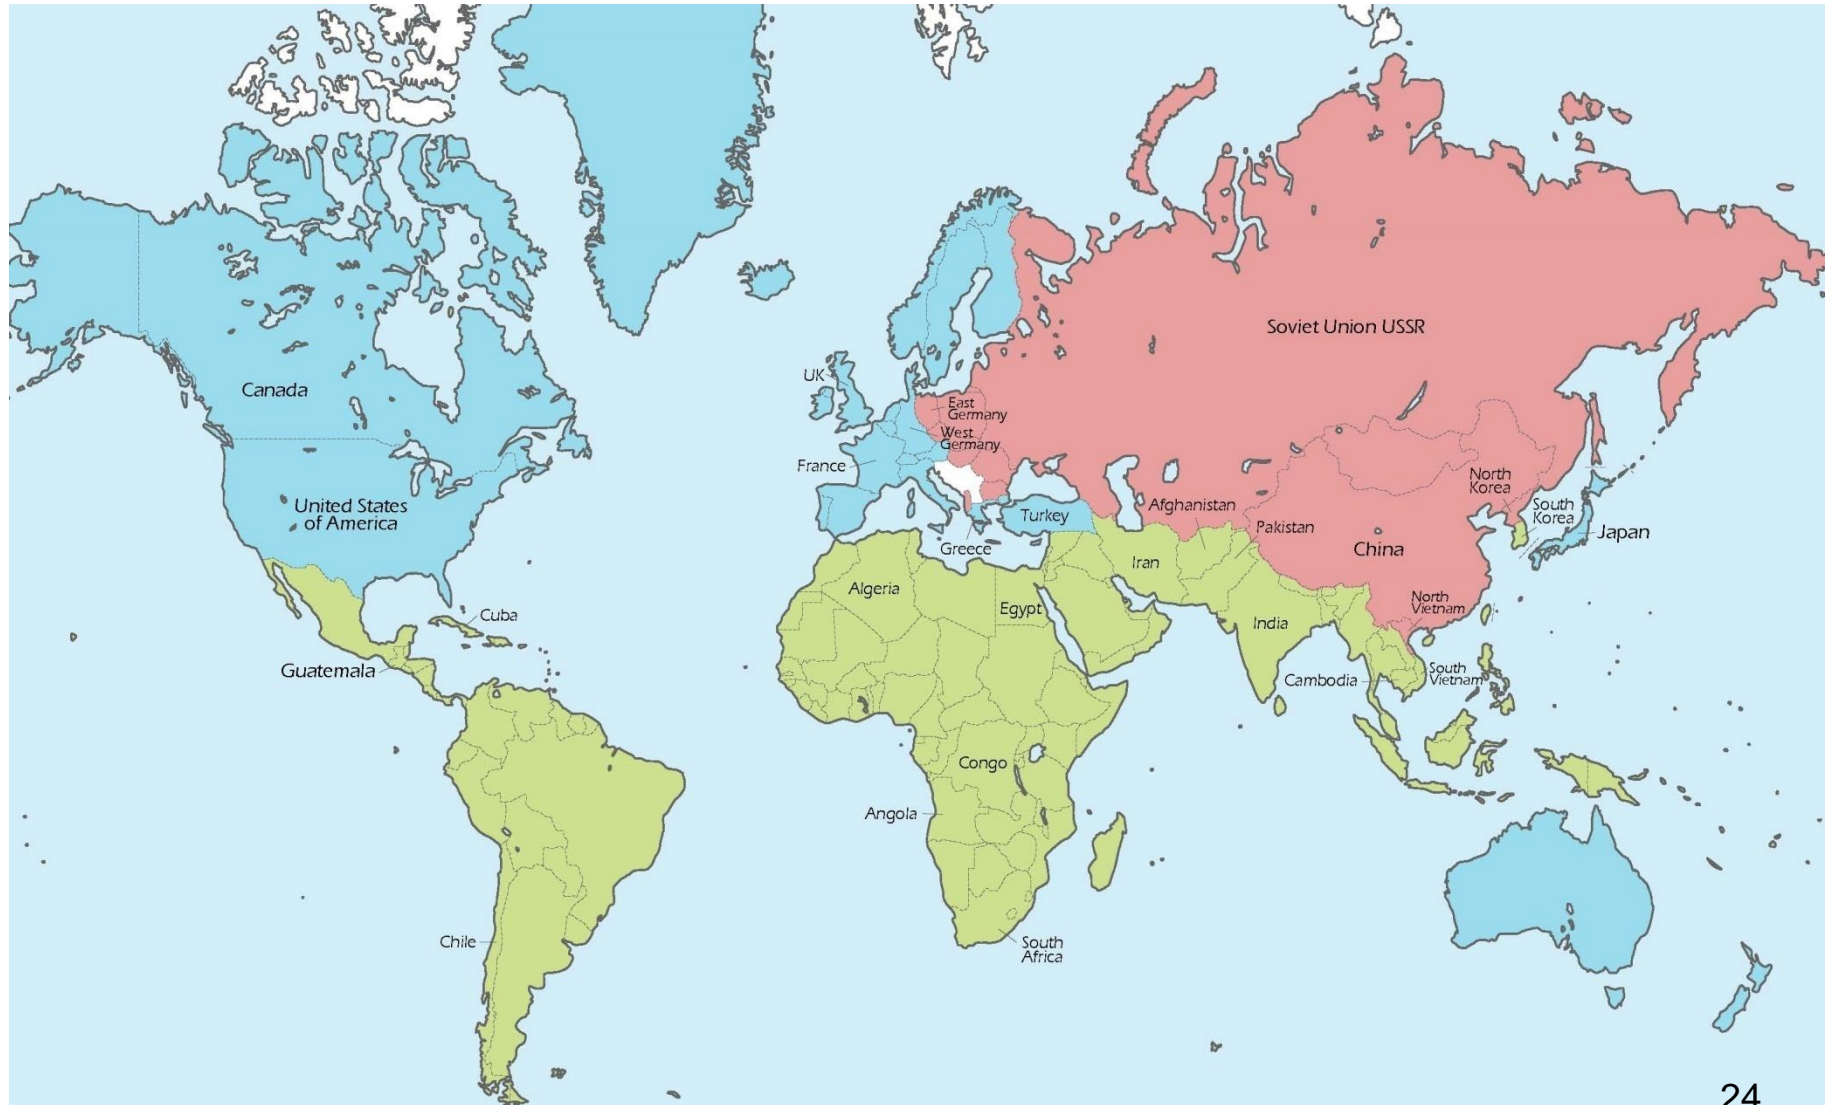 Soviet Union USSR
Canada
UK
East
Germany
West
Germany
France
United States
of America
North
Korea
South
Korea
Japan
Afghanistan
Pakistan
Turkey
Greece
China
Iran
Algeria
Egypt
India
North
Vietnam
Cuba
Guatemala
Cambodia
South
Vietnam
Congo
Angola
Chile
South
Africa
24